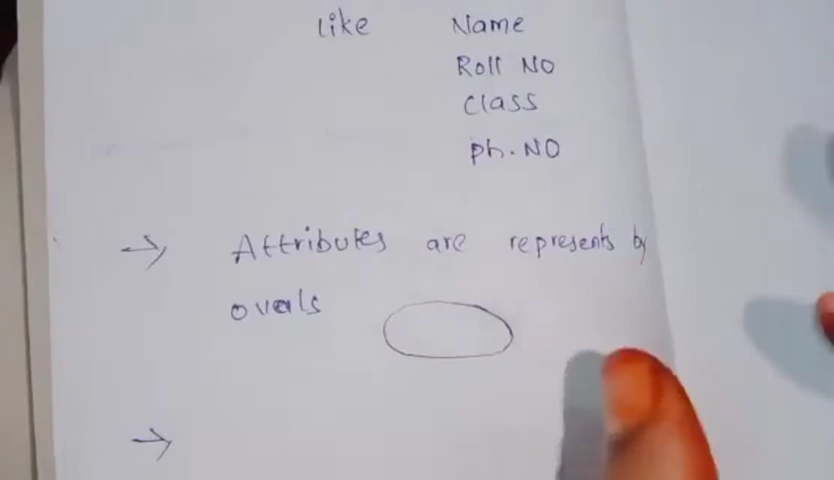 like Name
Roll NO
Class
ph. NO
→ Attributes are represents by
ovals
→